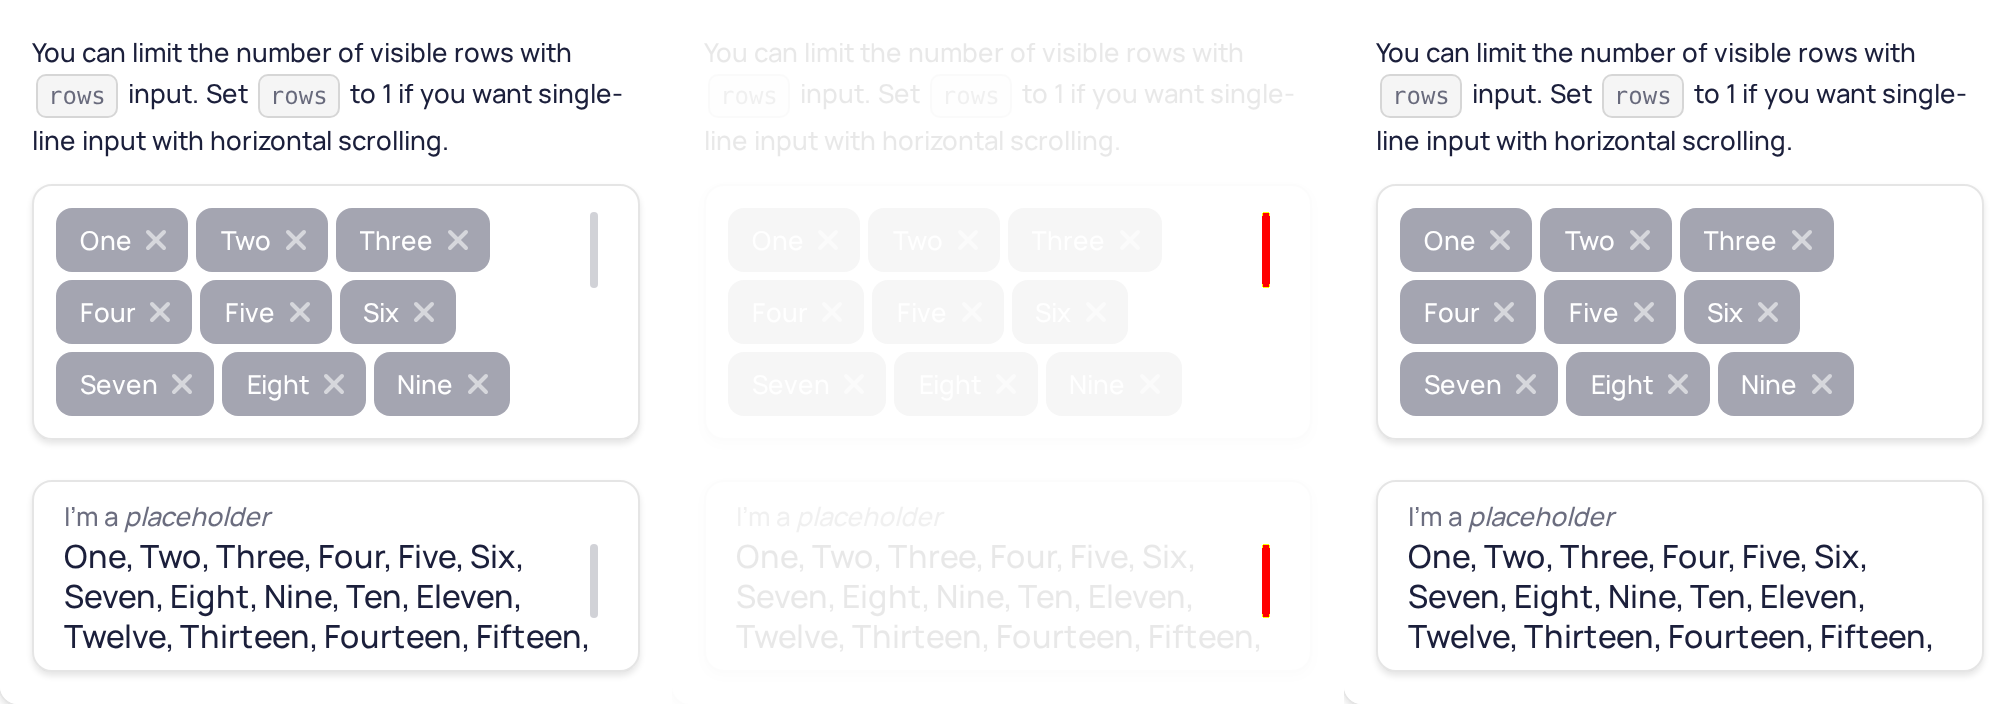 You can limit the number of visible rows with
rows input. Set rows to 1 if you want single-
line input with horizontal scrolling.
One Two Three
Four Five Six
Seven Eight Nine
I'm a placeholder
One, Two, Three, Four, Five, Six,
Seven, Eight, Nine, Ten, Eleven,
Twelve, Thirteen, Fourteen, Fifteen,
You can limit the number of visible rows with
rows input. Set rows to 1 if you want single-
line input with horizontal scrolling.
One Two Three
Four Five Six
Seven Eight Nine
I'm a placeholder
One, Two, Three, Four, Five, Six,
Seven, Eight, Nine, Ten, Eleven,
Twelve, Thirteen, Fourteen, Fifteen,
You can limit the number of visible rows with
rows input. Set rows to 1 if you want single-
line input with horizontal scrolling.
One Two Three
Four Five Six
Seven Eight Nine
I'm a placeholder
One, Two, Three, Four, Five, Six,
Seven, Eight, Nine, Ten, Eleven,
Twelve, Thirteen, Fourteen, Fifteen,